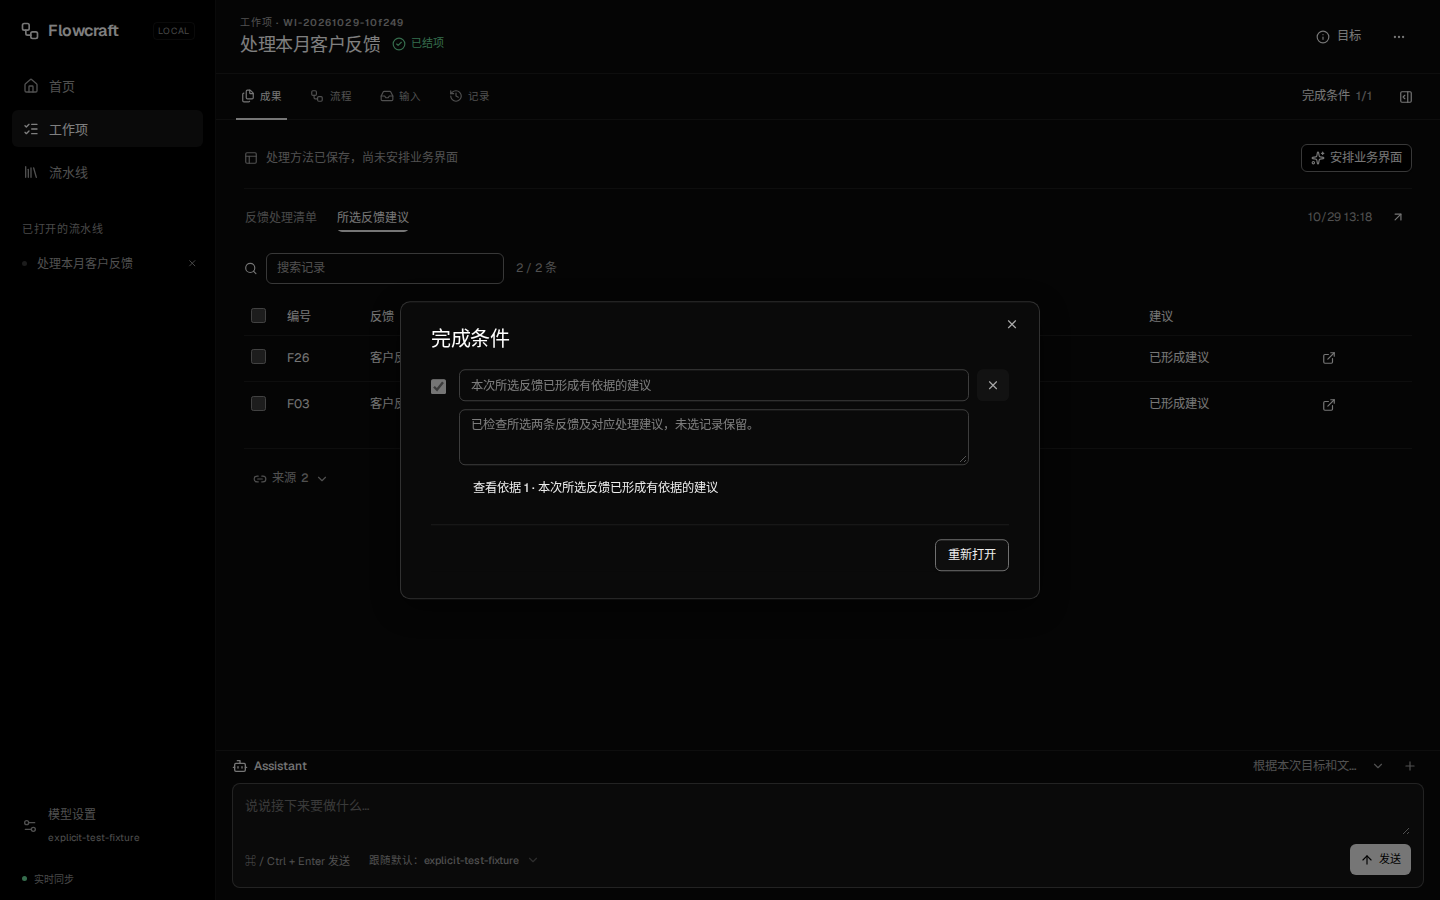 Flowcraft
LOCAL
首页
工作项
流水线
已打开的流水线
处理本月客户反馈
模型设置
explicit-test-fixture
实时同步
工作项 · WI-20261029-10f249
处理本月客户反馈
已结项
目标
成果
流程
输入
记录
完成条件 1/1
处理方法已保存，尚未安排业务界面
安排业务界面
反馈处理清单
所选反馈建议
10/29 13:18
搜索记录
2 / 2 条
编号
反馈
建议
F26
客户反
已形成建议
F03
客户反
已形成建议
来源 2
完成条件
本次所选反馈已形成有依据的建议
已检查所选两条反馈及对应处理建议，未选记录保留。
查看依据 1 · 本次所选反馈已形成有依据的建议
重新打开
Assistant
根据本次目标和文...
说说接下来要做什么...
⌘ / Ctrl + Enter 发送
跟随默认：explicit-test-fixture
发送